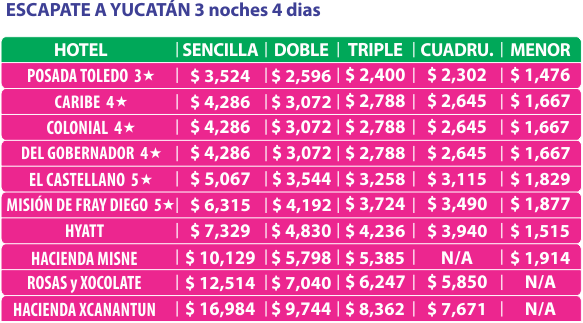 ESCAPATE A YUCATÁN 3 noches 4 dias
HOTEL | SENCILLA | DOBLE | TRIPLE | CUADRU. | MENOR
POSADA TOLEDO 3★ | $ 3,524 | $ 2,596 | $ 2,400 | $ 2,302 | $ 1,476
CARIBE 4★ | $ 4,286 | $ 3,072 | $ 2,788 | $ 2,645 | $ 1,667
COLONIAL 4★ | $ 4,286 | $ 3,072 | $ 2,788 | $ 2,645 | $ 1,667
DEL GOBERNADOR 4★ | $ 4,286 | $ 3,072 | $ 2,788 | $ 2,645 | $ 1,667
EL CASTELLANO 5★ | $ 5,067 | $ 3,544 | $ 3,258 | $ 3,115 | $ 1,829
MISIÓN DE FRAY DIEGO 5★ | $ 6,315 | $ 4,192 | $ 3,724 | $ 3,490 | $ 1,877
HYATT | $ 7,329 | $ 4,830 | $ 4,236 | $ 3,940 | $ 1,515
HACIENDA MISNE | $ 10,129 | $ 5,798 | $ 5,385 | N/A | $ 1,914
ROSAS y XOCOLATE | $ 12,514 | $ 7,040 | $ 6,247 | $ 5,850 | N/A
HACIENDA XCANANTUN | $ 16,984 | $ 9,744 | $ 8,362 | $ 7,671 | N/A